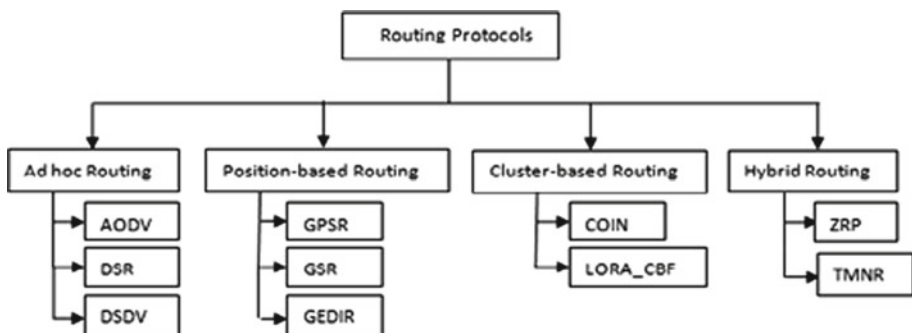 Routing Protocols
Ad hoc Routing
AODV
DSR
DSDV
Position-based Routing
GPSR
GSR
GEDIR
Cluster-based Routing
COIN
LORA_CBF
Hybrid Routing
ZRP
TMNR